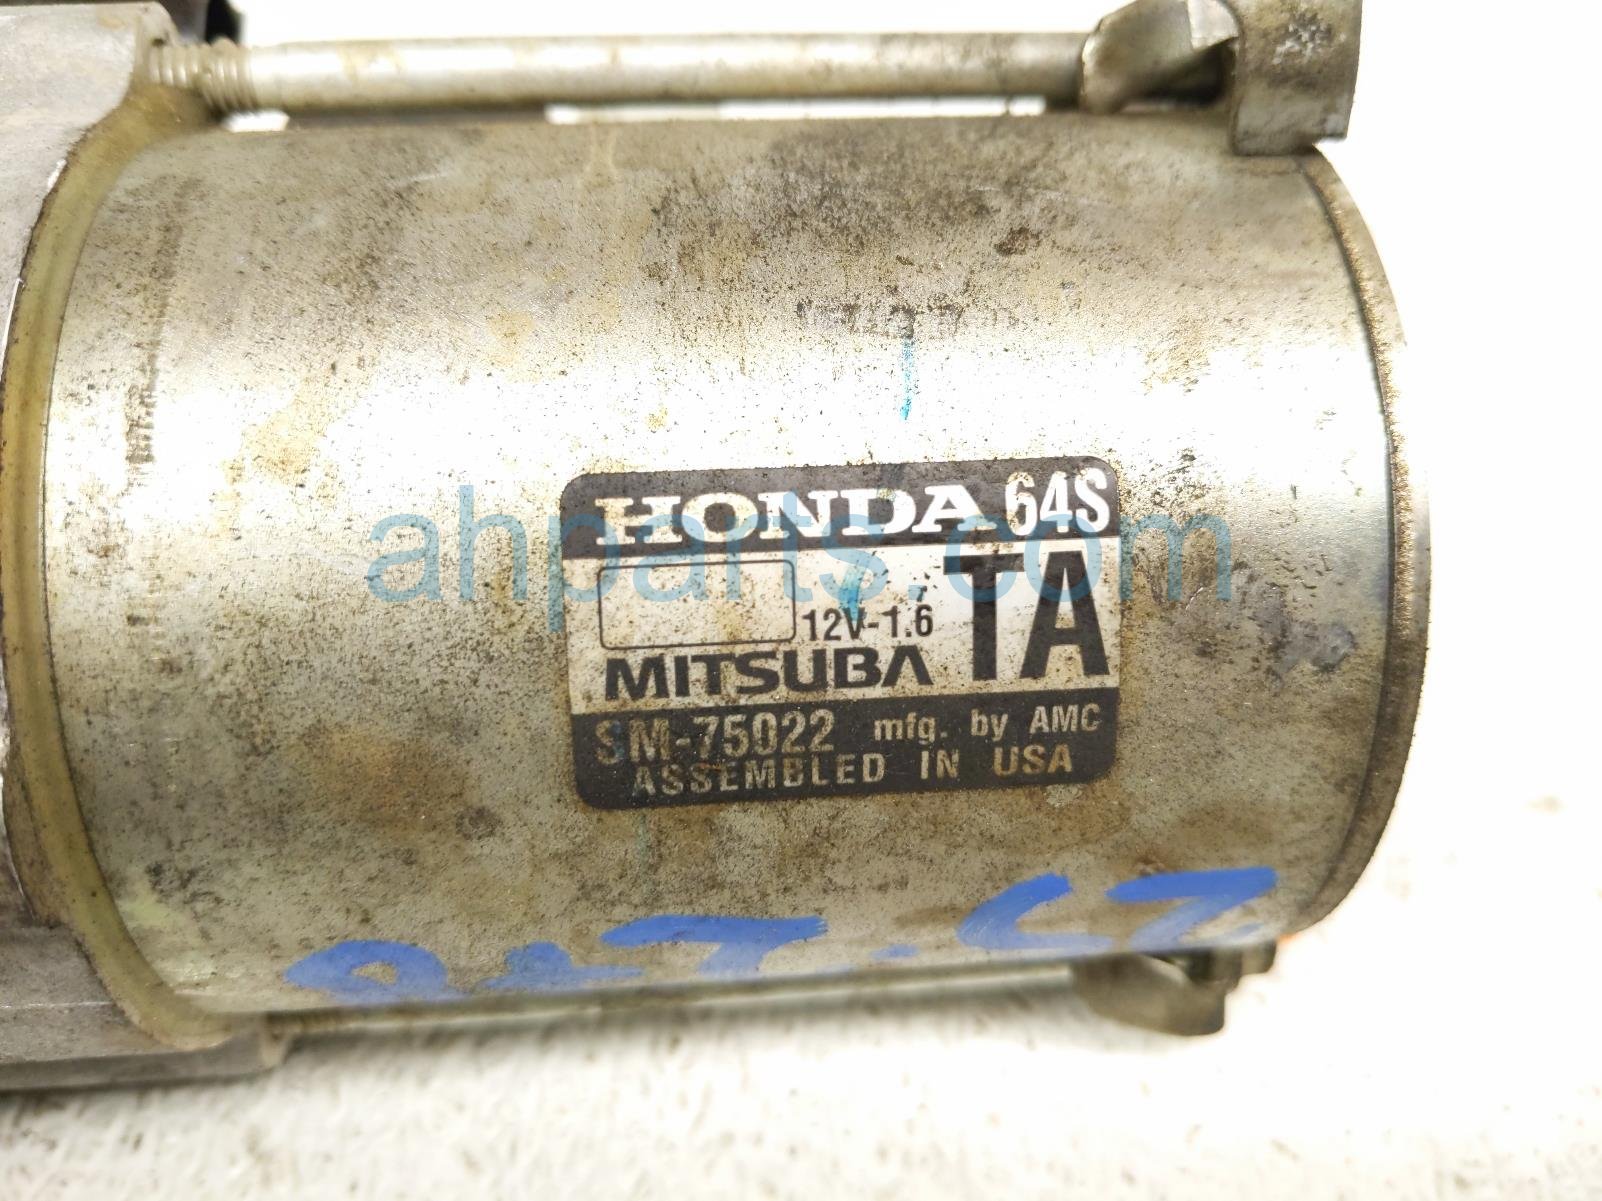 HONDA 64S
12V-1.6 TA
MITSUBA
SM-75022 mfg. by AMC
ASSEMBLED IN USA
ahparts.com